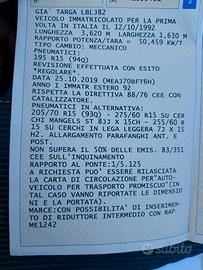 GIA' TARGA LBLJ82
VEICOLO IMMATRICOLATO PER LA PRIMA
VOLTA IN ITALIA IL 12/10/1992
LUNGHEZZA 3,620 M LARGHEZZA 1,630 M
RAPPORTO POTENZA/TARA = 50,459 KW/T
TIPO CAMBIO: MECCANICO
PNEUMATICI:
195 R15 (94Q)
REVISIONE EFFETTUATA CON ESITO
*REGOLARE*.
DATA 25.10.2019 (MEAJ7DBFT6H)
ANNO I IMMATR ESTERO 92
RISPETTA LA DIRETTIVA 88/76 CEE CON
CATALIZZATORE.
PNEUMATICI IN ALTERNATIVA:
205/70 R15 (93Q) - 275/60 R15 SU CER
CHI MANGELS ST 8JJ X 15CH - 255/60 R
15 SU CERCHI IN LEGA LEGGERA 7J X 15
H2. ALLARGAMENTO PARAFANGHI ANT. E
POST.
NON SUPERA IL 50% DELLE EMIS. 83/351
CEE SULL'INQUINAMENTO
RAPPORTO AL PONTE:1/5.125
A RICHIESTA PUO' ESSERE RILASCIATA
LA CARTA DI CIRCOLAZIONE PER"AUTO-
VEICOLO PER TRASPORTO PROMISCUO"(IN
TAL CASO VANNO RIPORTATE LE DIMENSIO
NI E LA PORTATA).
MARCE:CON POSSIBILITA' DI INSERIMEN-
TO DI RIDUTTORE INTERMEDIO CON RAP
ME1242
subito